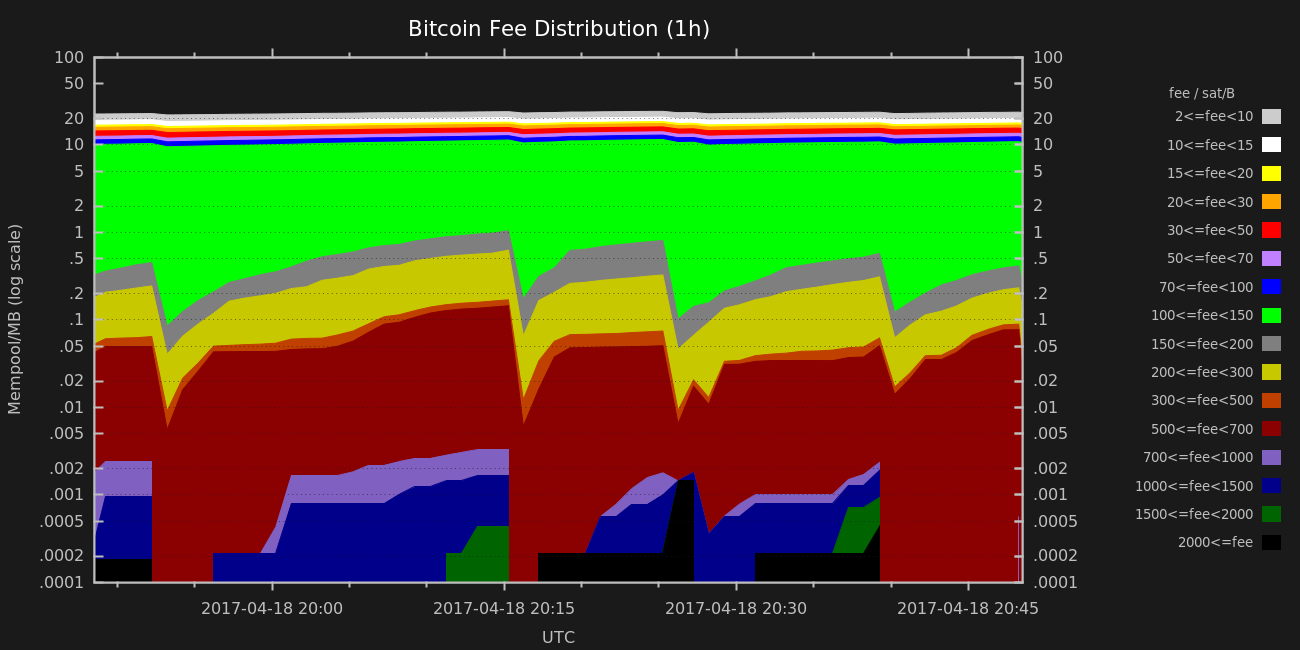 Bitcoin Fee Distribution (1h)
Mempool/MB (log scale)
100
50
20
10
5
2
1
.5
.2
.1
.05
.02
.01
.005
.002
.001
.0005
.0002
.0001
100
50
20
10
5
2
1
.5
.2
.1
.05
.02
.01
.005
.002
.001
.0005
.0002
.0001
2017-04-18 20:00
2017-04-18 20:15
2017-04-18 20:30
2017-04-18 20:45
UTC
fee / sat/B
2<=fee<10
10<=fee<15
15<=fee<20
20<=fee<30
30<=fee<50
50<=fee<70
70<=fee<100
100<=fee<150
150<=fee<200
200<=fee<300
300<=fee<500
500<=fee<700
700<=fee<1000
1000<=fee<1500
1500<=fee<2000
2000<=fee